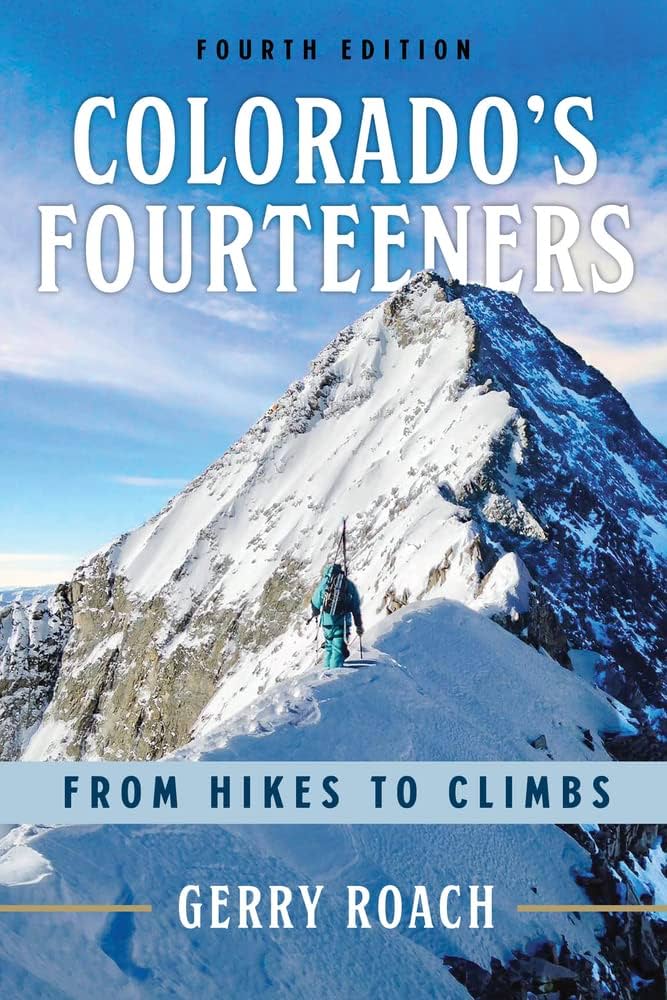 FOURTH EDITION
COLORADO'S
FOURTEENERS
FROM HIKES TO CLIMBS
GERRY ROACH